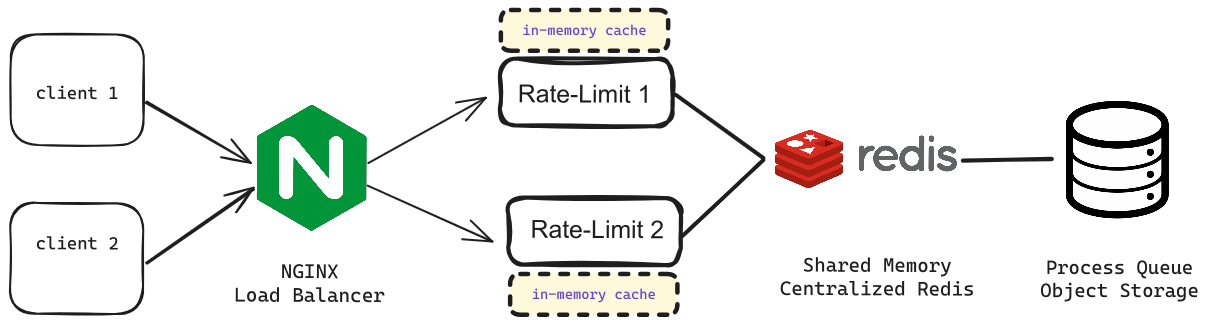 in-memory cache
client 1
Rate-Limit 1
N
redis
client 2
Rate-Limit 2
in-memory cache
NGINX
Load Balancer
Shared Memory
Centralized Redis
Process Queue
Object Storage